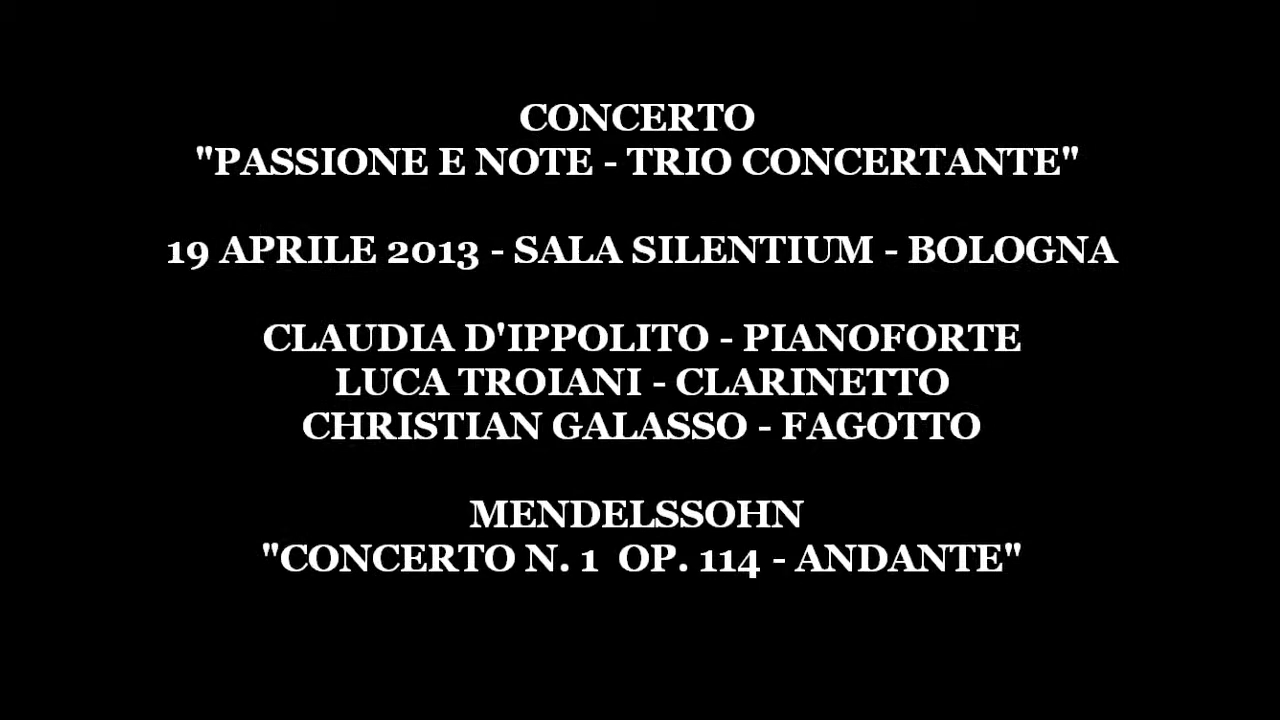 CONCERTO
"PASSIONE E NOTE - TRIO CONCERTANTE"
19 APRILE 2013 - SALA SILENTIUM - BOLOGNA
CLAUDIA D'IPPOLITO - PIANOFORTE
LUCA TROIANI - CLARINETTO
CHRISTIAN GALASSO - FAGOTTO
MENDELSSOHN
"CONCERTO N. 1  OP. 114 - ANDANTE"